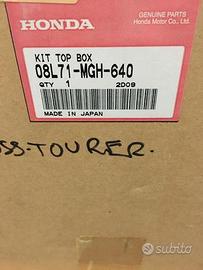 HONDA
GENUINE PARTS
Honda Motor Co., Ltd.
KIT TOP BOX
08L71-MGH-640
QTY 1 2D09
MADE IN JAPAN
SS-TOURER.
subito